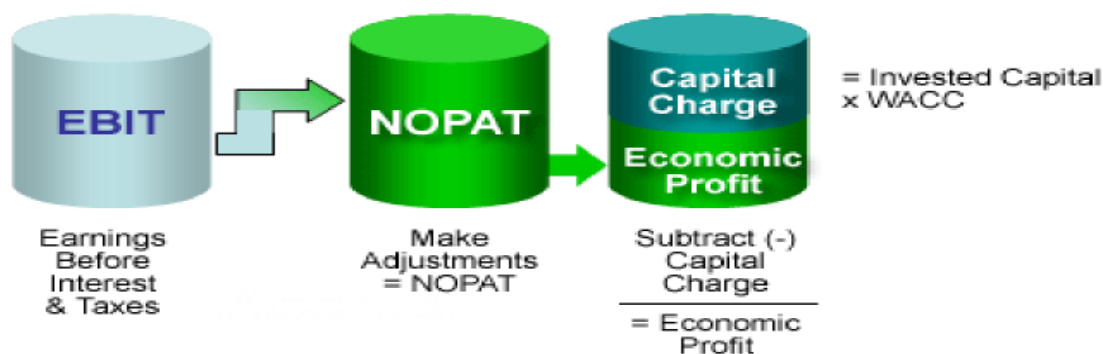 EBIT
Earnings
Before
Interest
& Taxes
NOPAT
Make
Adjustments
= NOPAT
Capital
Charge
Economic
Profit
= Invested Capital
x WACC
Subtract (-)
Capital
Charge
= Economic
Profit